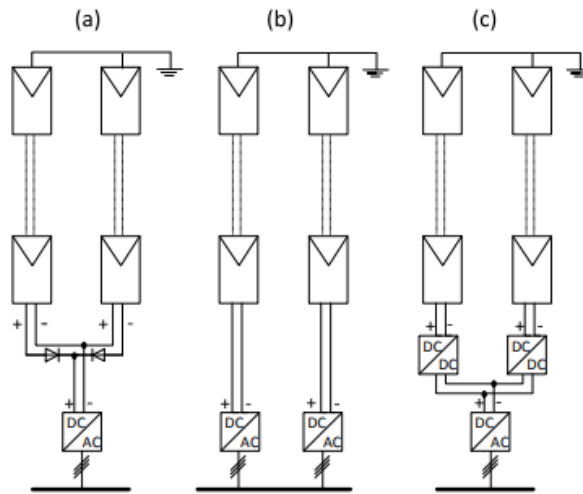 (a) (b) (c)
+ - + -
+ - + -
DC DC
DC DC
+ - + - + - + -
DC DC DC DC
AC AC AC AC